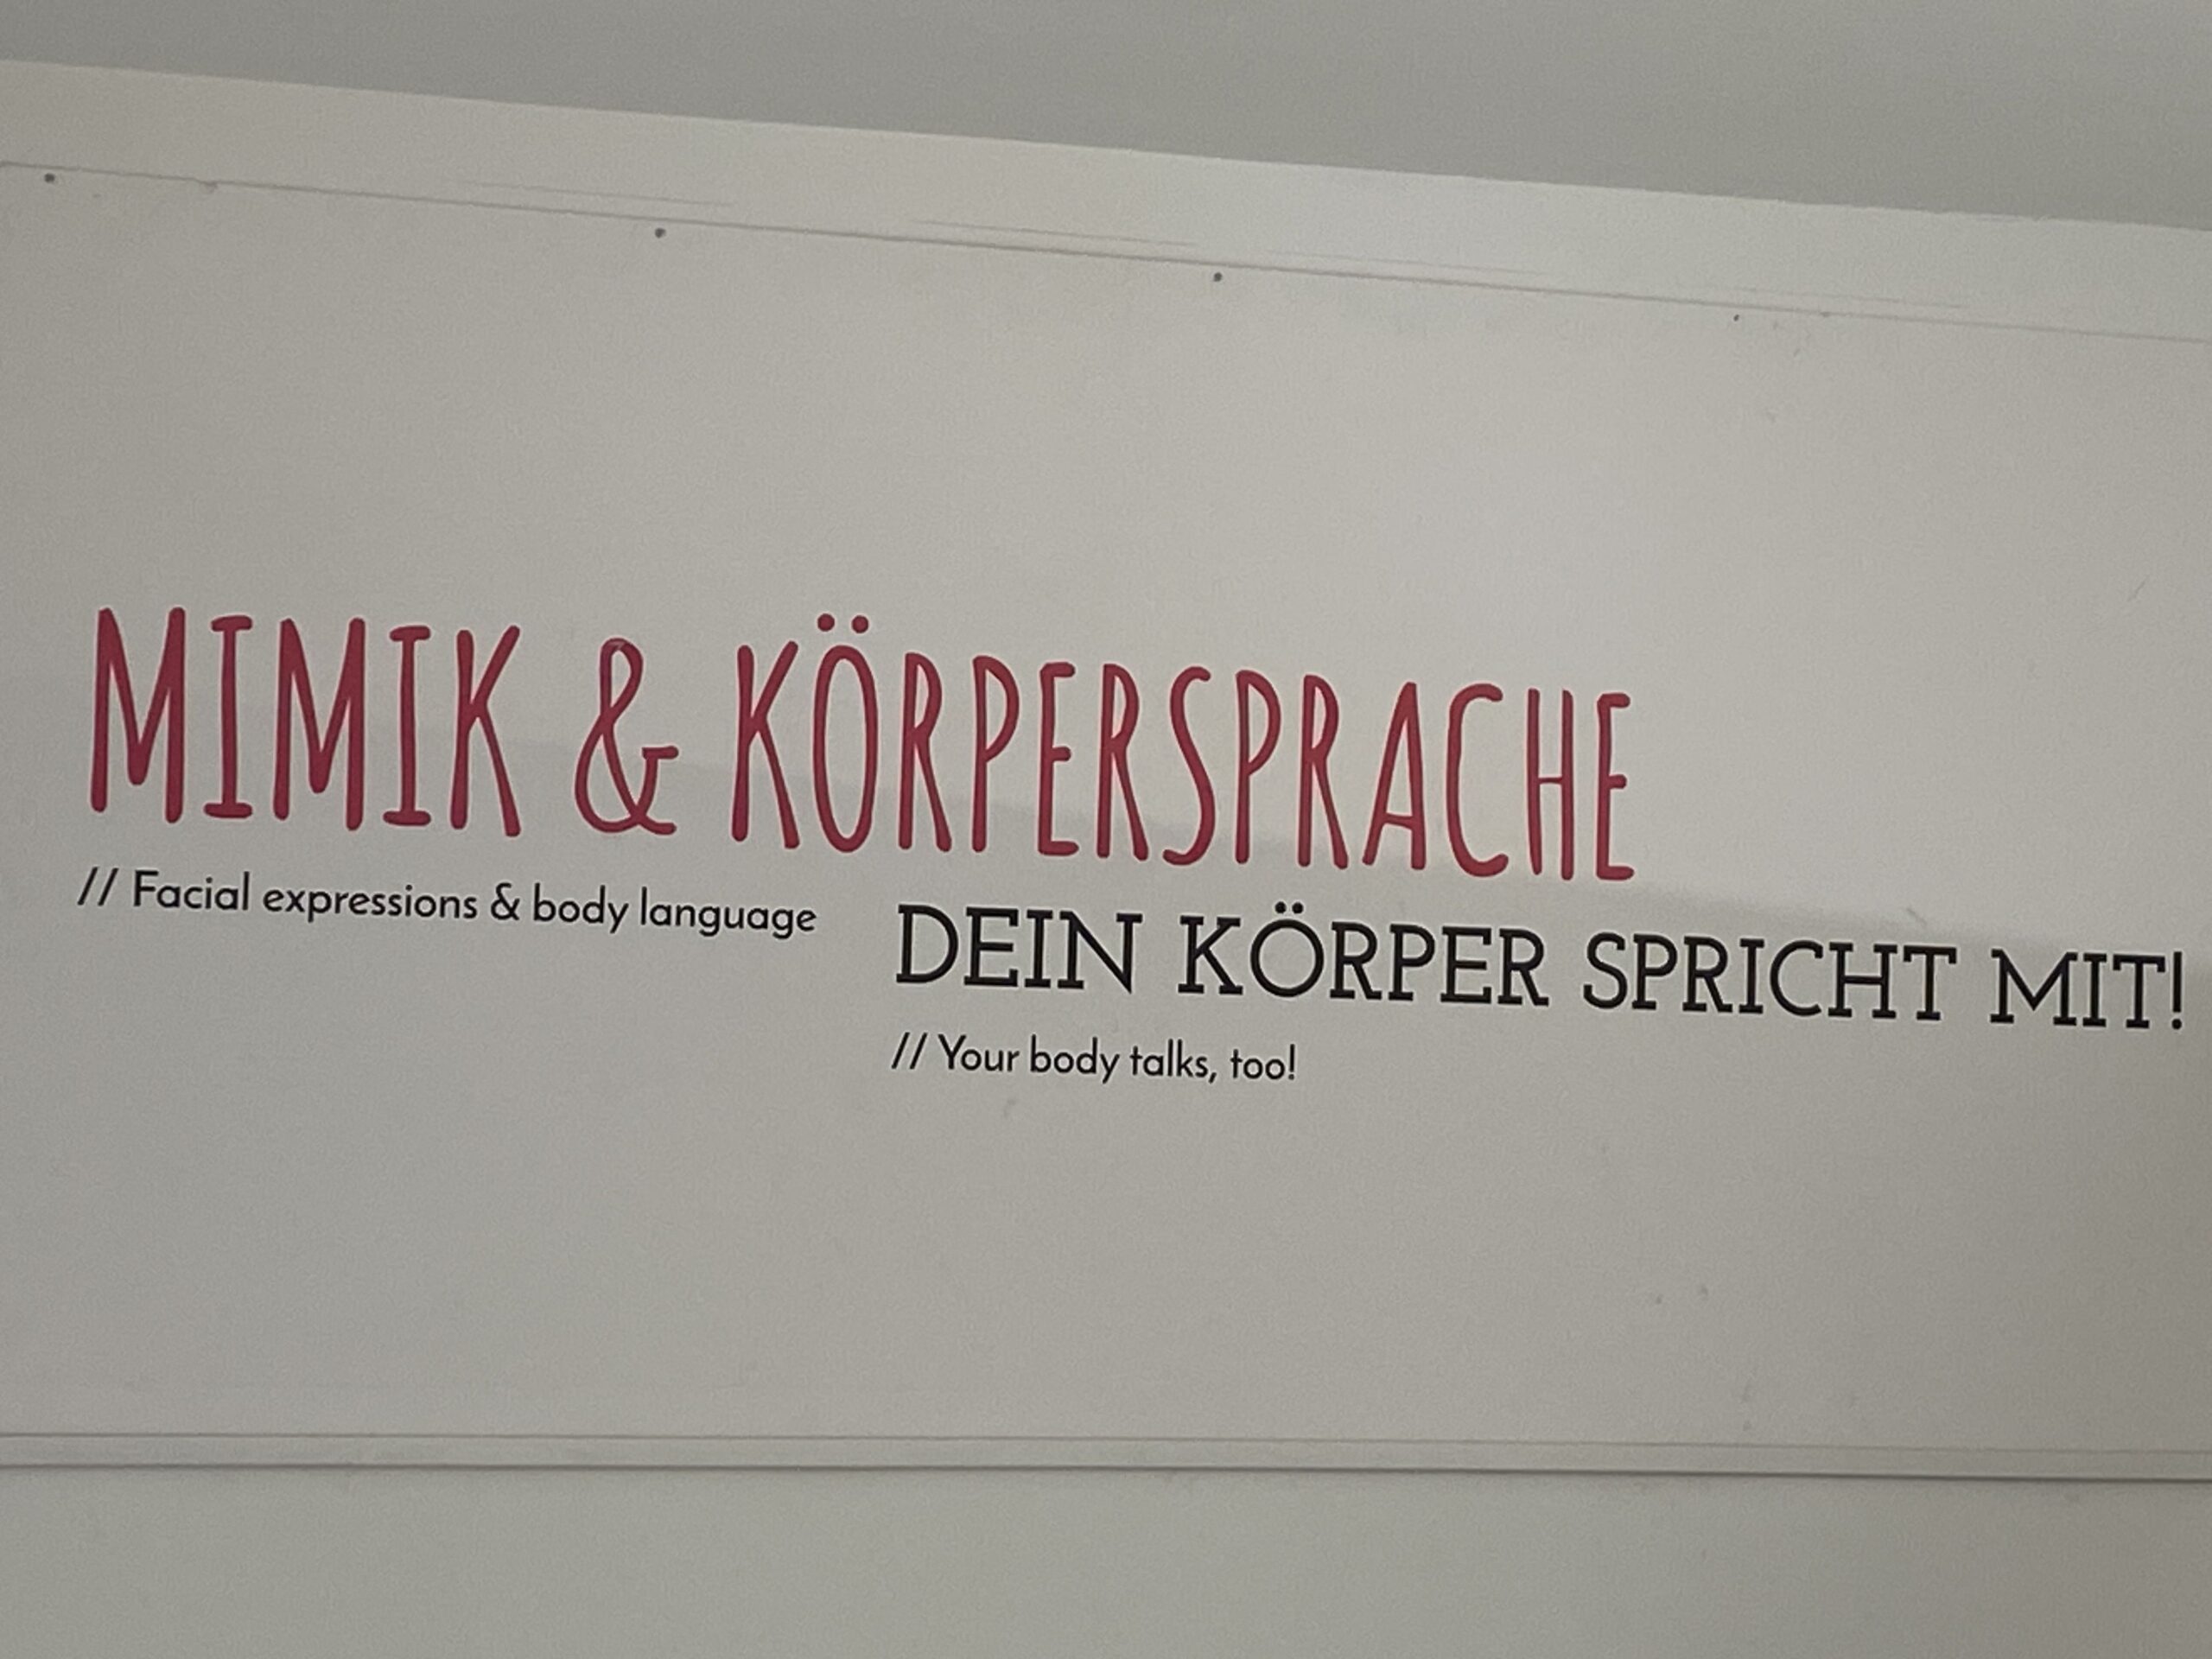 MIMIK & KÖRPERSPRACHE
// Facial expressions & body language
DEIN KÖRPER SPRICHT MIT!
// Your body talks, too!